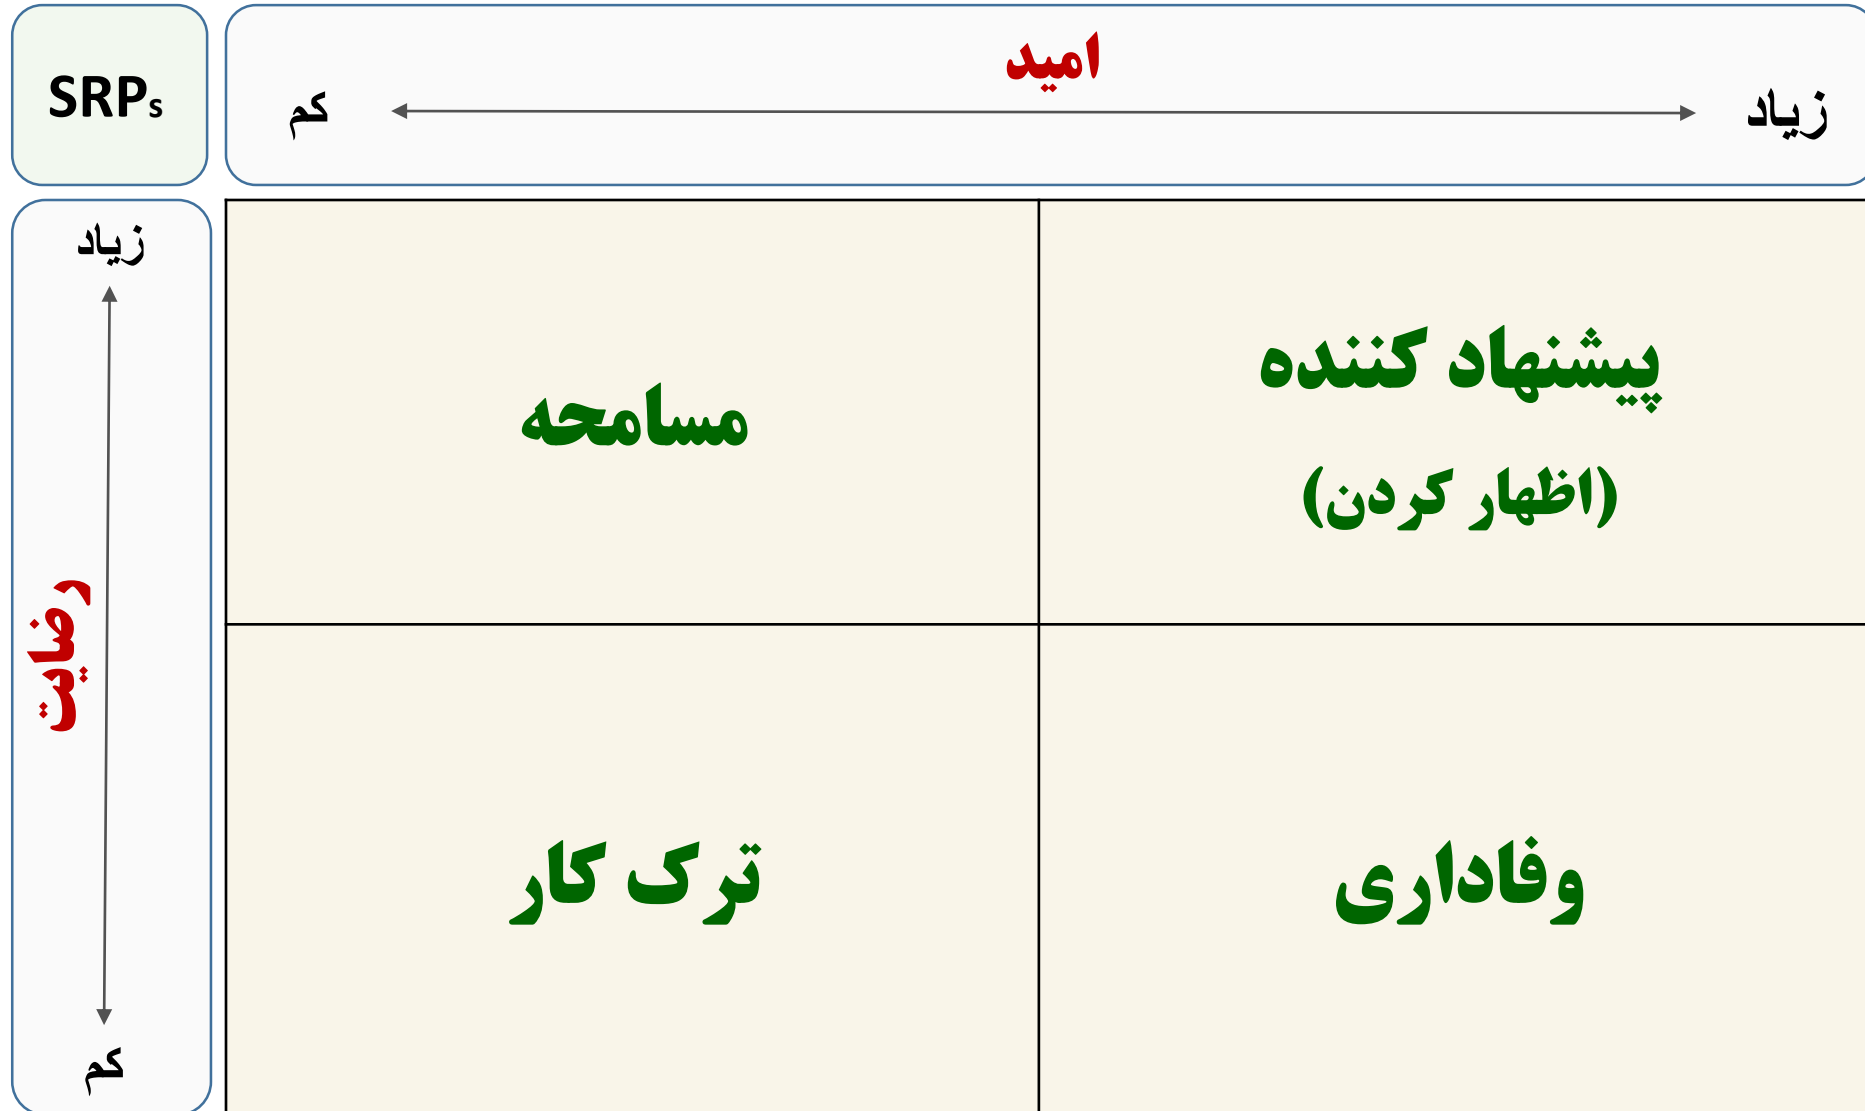 SRPs
امید
زیاد
کم
زیاد
رضایت
کم
پیشنهاد کننده
(اظهار کردن)
مسامحه
وفاداری
ترک کار